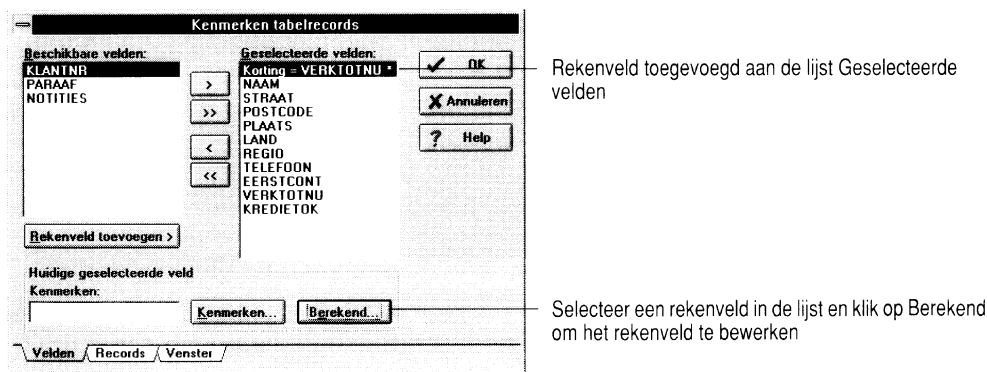 Kenmerken tabelrecords
Beschikbare velden:
KLANTNR
PARAAF
NOTITIES
>
>>
<
<<
Rekenveld toevoegen >
Geselecteerde velden:
Korting = VERKTOTNU *
NAAM
STRAAT
POSTCODE
PLAATS
LAND
REGIO
TELEFOON
EERSTCONT
VERKTOTNU
KREDIETOK
OK
Annuleren
? Help
Huidige geselecteerde veld
Kenmerken:
Kenmerken...
Berekend...
Velden
Records
Venster
Rekenveld toegevoegd aan de lijst Geselecteerde
velden
Selecteer een rekenveld in de lijst en klik op Berekend
om het rekenveld te bewerken